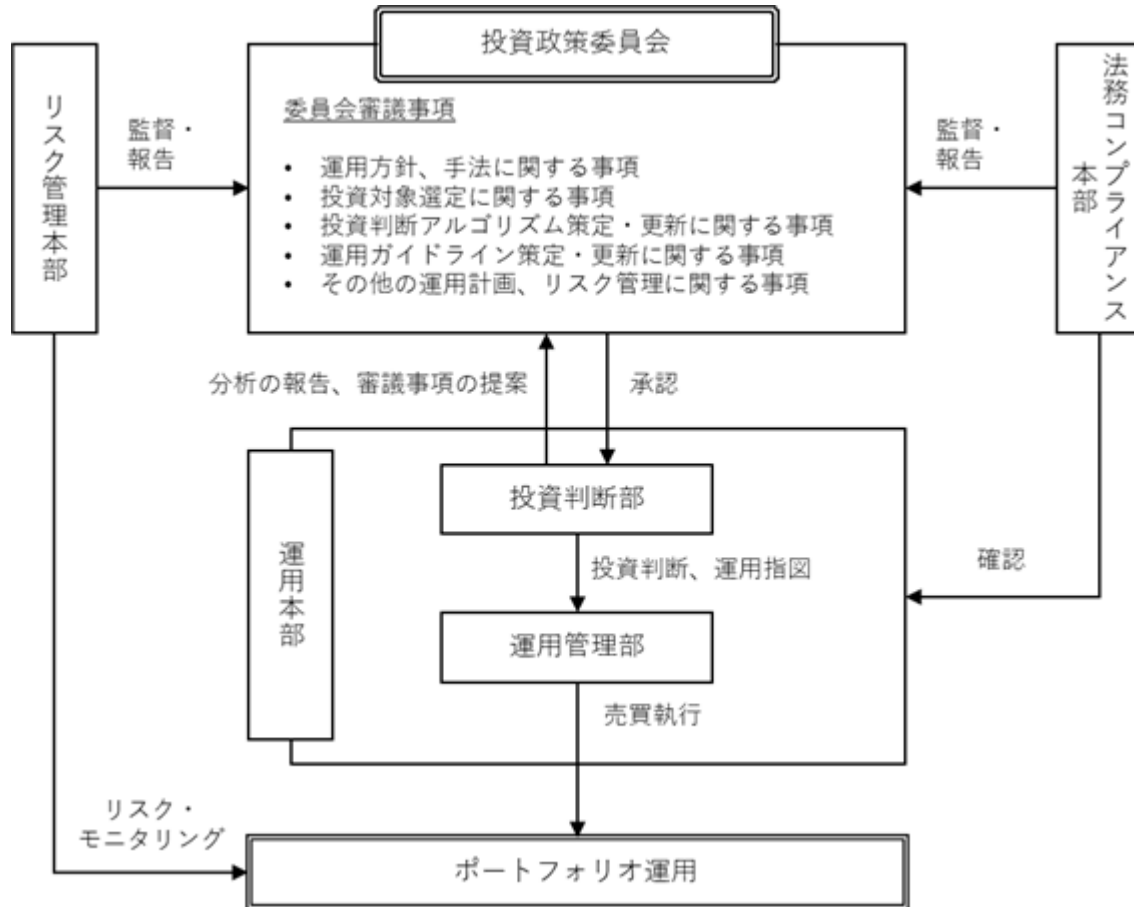 投資政策委員会
リスク管理本部
監督・
報告
委員会審議事項
• 運用方針、手法に関する事項
• 投資対象選定に関する事項
• 投資判断アルゴリズム策定・更新に関する事項
• 運用ガイドライン策定・更新に関する事項
• その他の運用計画、リスク管理に関する事項
監督・
報告
法務コンプライアンス
本部
分析の報告、審議事項の提案
承認
運用本部
投資判断部
投資判断、運用指図
確認
運用管理部
売買執行
リスク・
モニタリング
ポートフォリオ運用